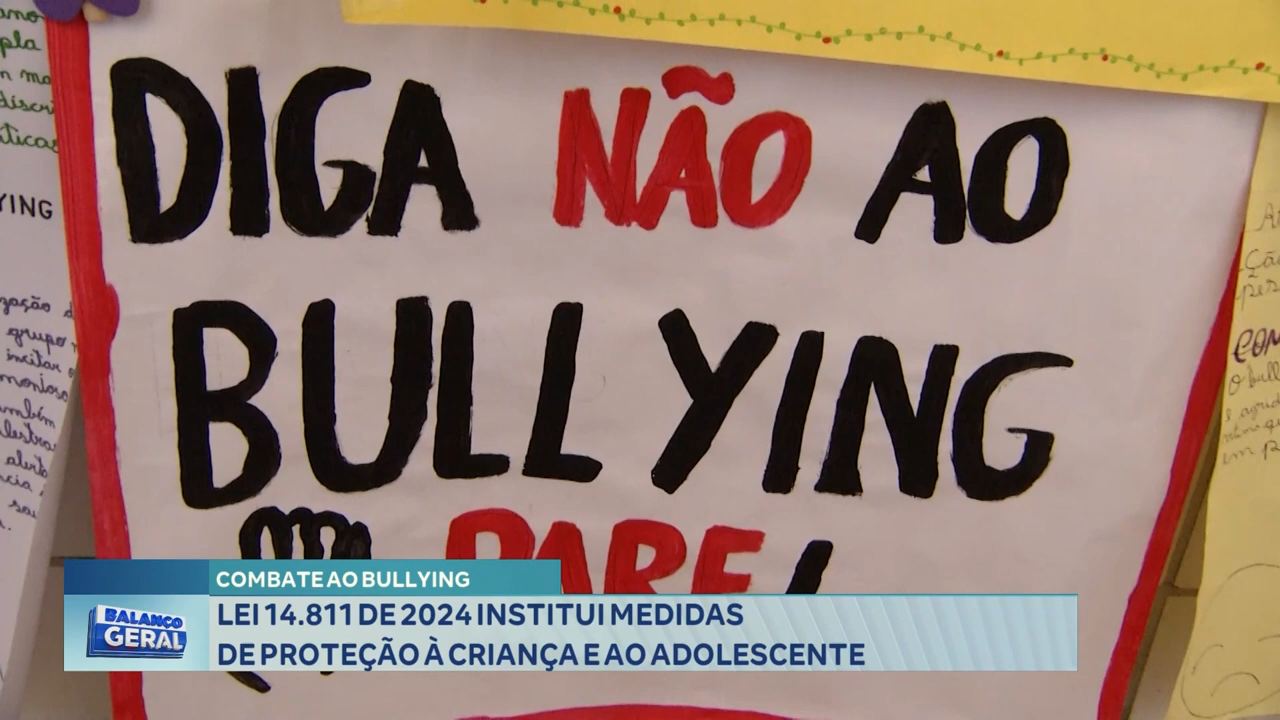 DIGA NÃO AO
BULLYING
PARE!
COMBATE AO BULLYING
BALANÇO
GERAL
LEI 14.811 DE 2024 INSTITUI MEDIDAS
DE PROTEÇÃO À CRIANÇA E AO ADOLESCENTE